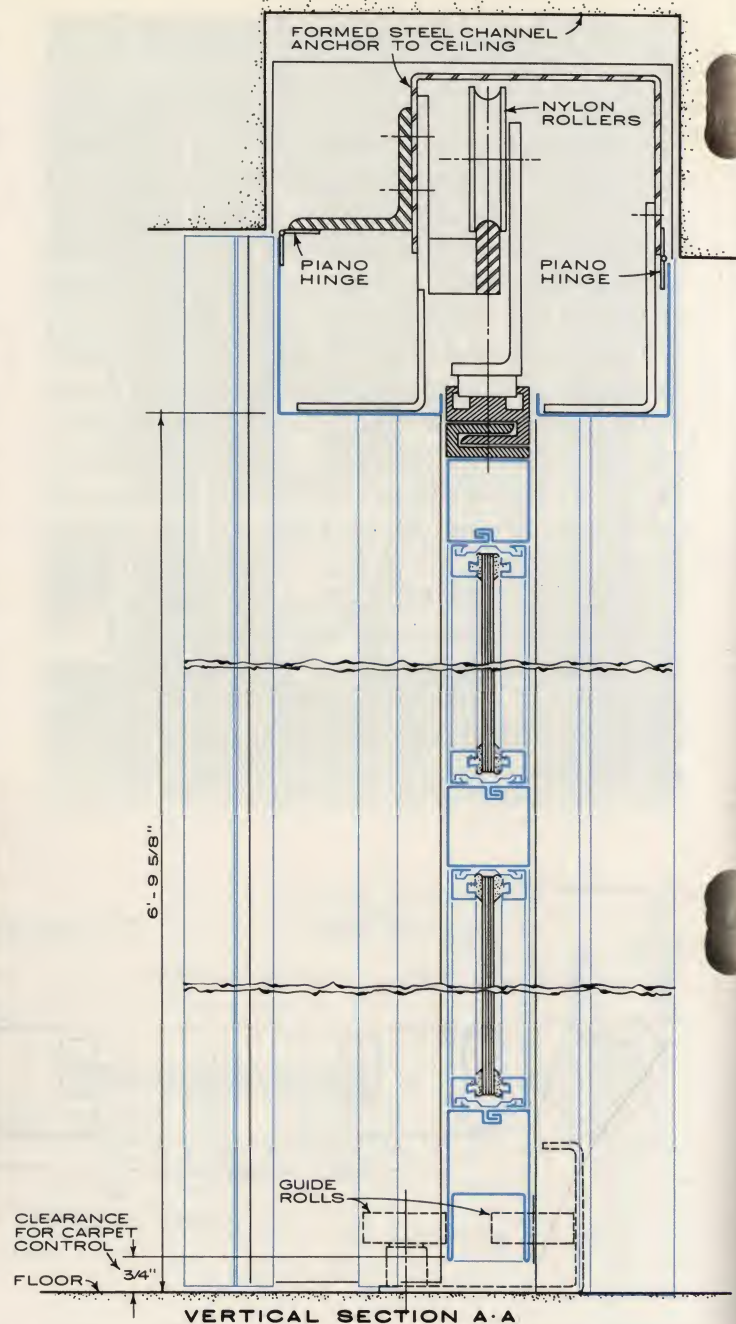 FORMED STEEL CHANNEL
ANCHOR TO CEILING
NYLON
ROLLERS
PIANO
HINGE
PIANO
HINGE
6'-9 5/8"
GUIDE
ROLLS
CLEARANCE
FOR CARPET
CONTROL
3/4"
FLOOR
VERTICAL SECTION A·A